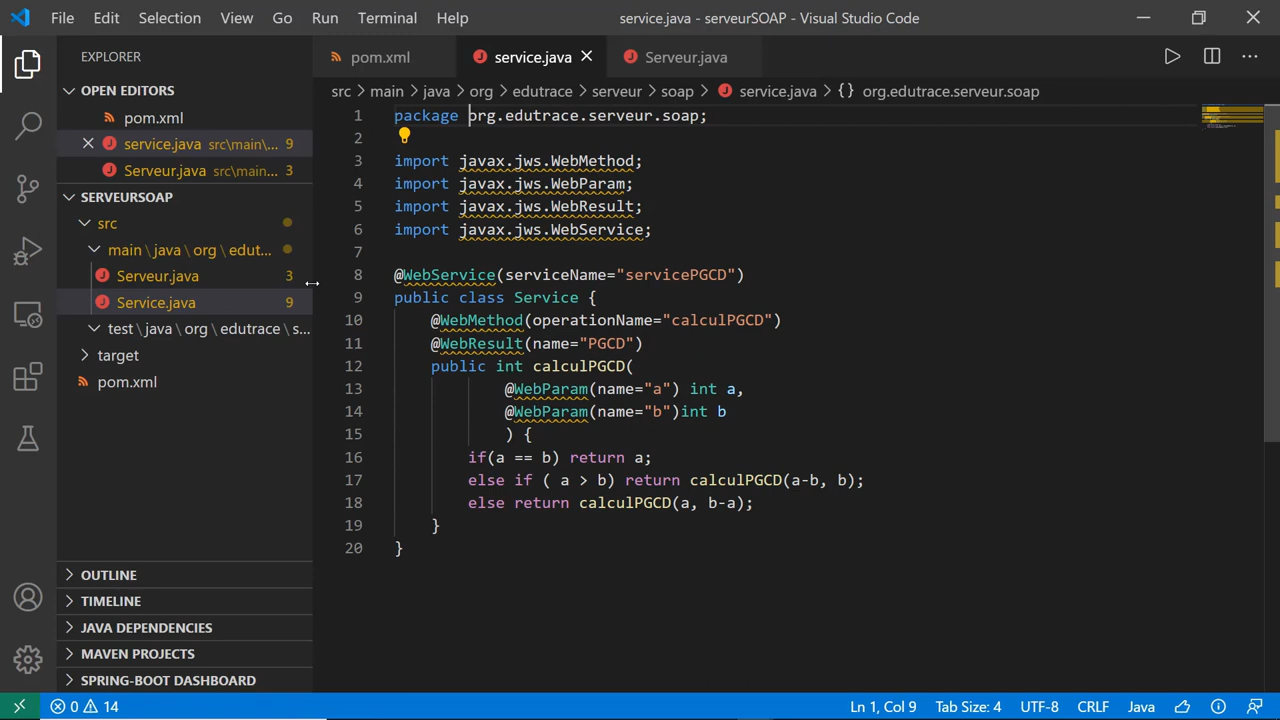 File Edit Selection View Go Run Terminal Help service.java - serveurSOAP - Visual Studio Code
EXPLORER
OPEN EDITORS
pom.xml
service.java src\main\... 9
Serveur.java src\main... 3
SERVEURSOAP
src
main \ java \ org \ edut...
Serveur.java 3
Service.java 9
test \ java \ org \ edutrace \ s...
target
pom.xml
OUTLINE
TIMELINE
JAVA DEPENDENCIES
MAVEN PROJECTS
SPRING-BOOT DASHBOARD
pom.xml service.java Serveur.java
src > main > java > org > edutrace > serveur > soap > service.java > {} org.edutrace.serveur.soap
1 package org.edutrace.serveur.soap;
2
3 import javax.jws.WebMethod;
4 import javax.jws.WebParam;
5 import javax.jws.WebResult;
6 import javax.jws.WebService;
7
8 @WebService(serviceName="servicePGCD")
9 public class Service {
10 @WebMethod(operationName="calculPGCD")
11 @WebResult(name="PGCD")
12 public int calculPGCD(
13 @WebParam(name="a") int a,
14 @WebParam(name="b")int b
15 ) {
16 if(a == b) return a;
17 else if ( a > b) return calculPGCD(a-b, b);
18 else return calculPGCD(a, b-a);
19 }
20 }
0 14 Ln 1, Col 9 Tab Size: 4 UTF-8 CRLF Java